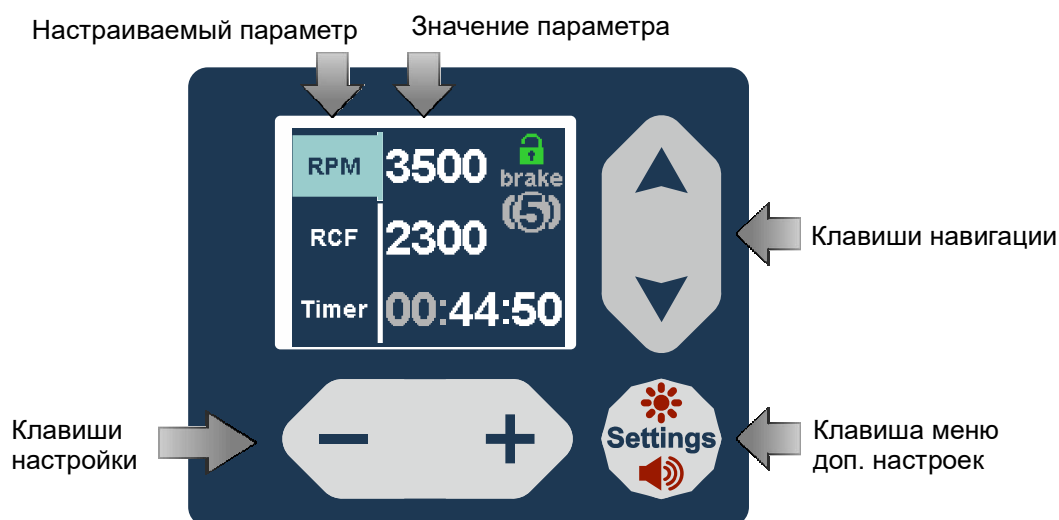 Настраиваемый параметр
Значение параметра
RPM 3500
brake
(5)
RCF 2300
Timer 00:44:50
Клавиши навигации
Клавиши
настройки
− +
Settings
Клавиша меню
доп. настроек